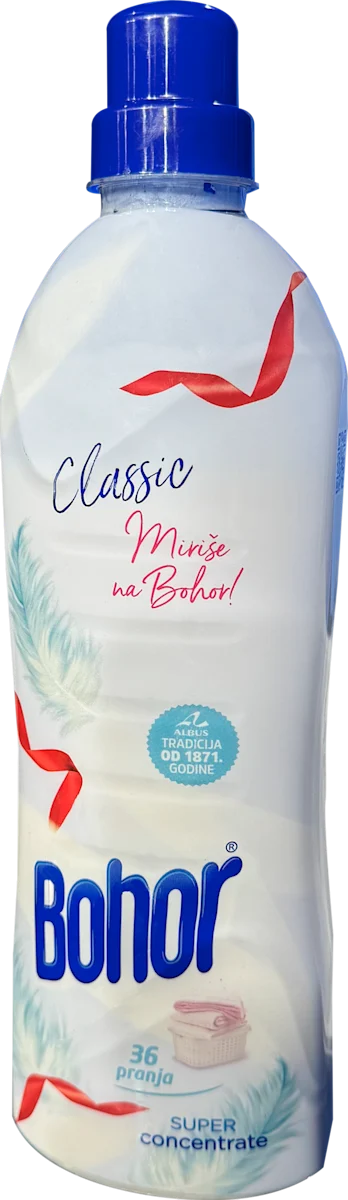 Classic
Miriše
na Bohor!
ALBUS
TRADICIJA
OD 1871.
GODINE
Bohor®
36
pranja
SUPER
concentrate